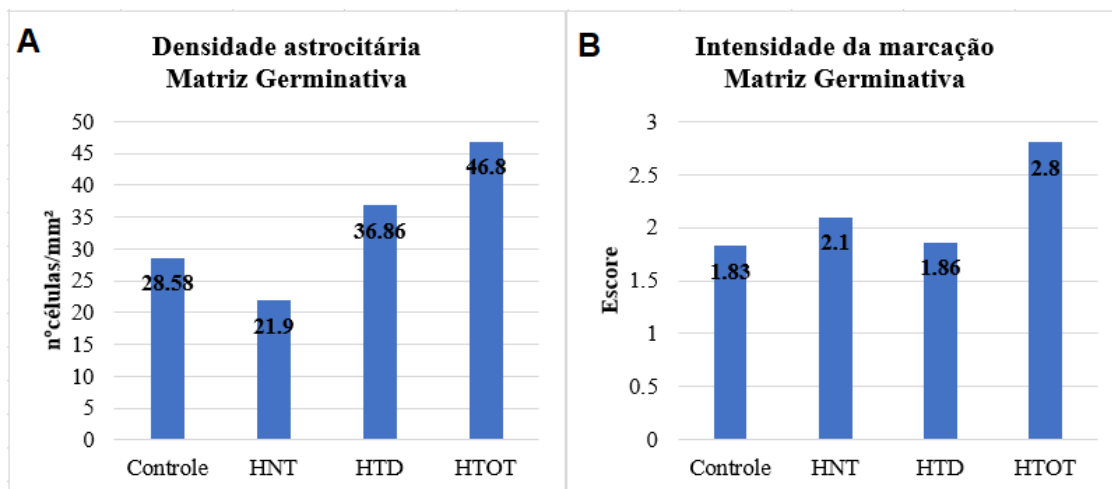 A
Densidade astrocitária
Matriz Germinativa
nºcélulas/mm²
50
45
40
35
30
25
20
15
10
5
0
28.58
21.9
36.86
46.8
Controle HNT HTD HTOT
B
Intensidade da marcação
Matriz Germinativa
Escore
3
2.5
2
1.5
1
0.5
0
1.83
2.1
1.86
2.8
Controle HNT HTD HTOT